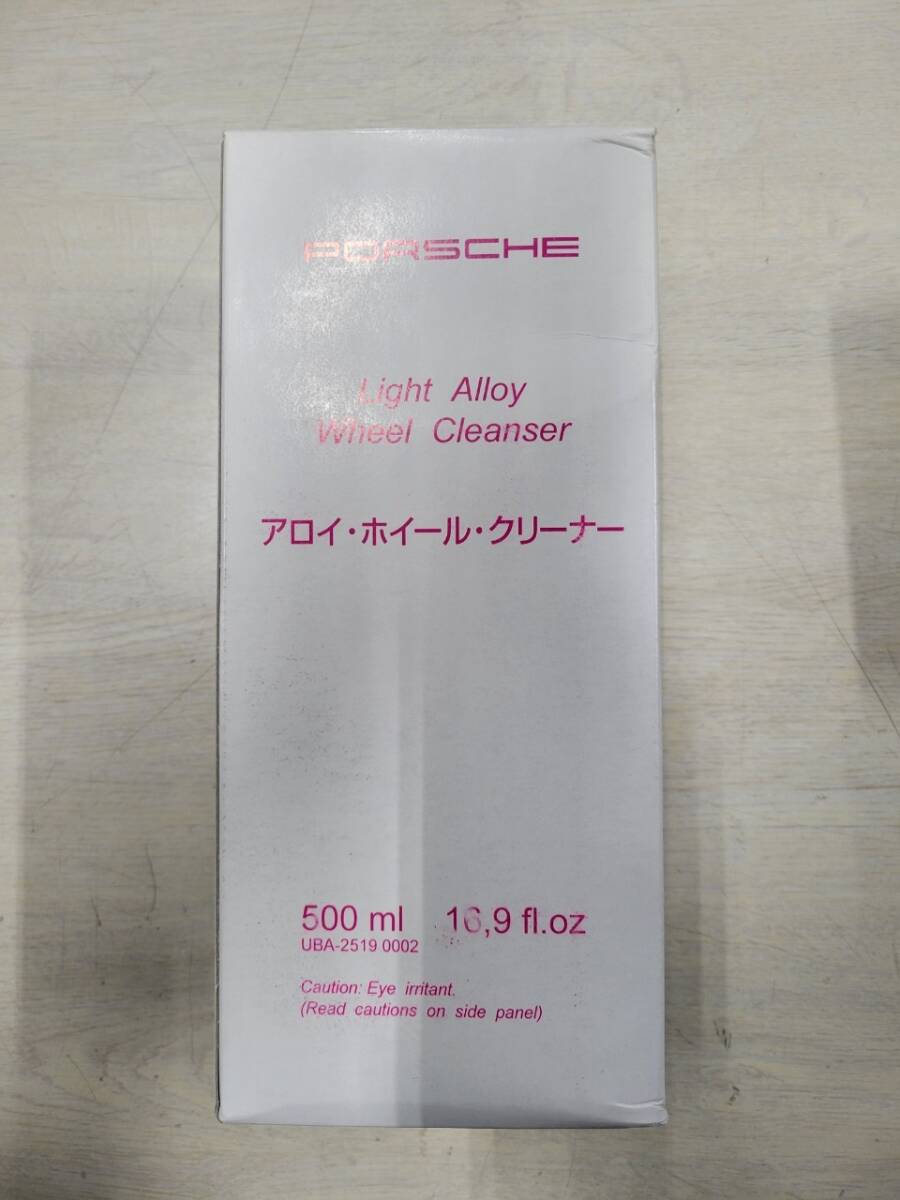 PORSCHE
Light Alloy
Wheel Cleanser
アロイ・ホイール・クリーナー
500 ml 16,9 fl.oz
UBA-2519 0002
Caution: Eye irritant.
(Read cautions on side panel)